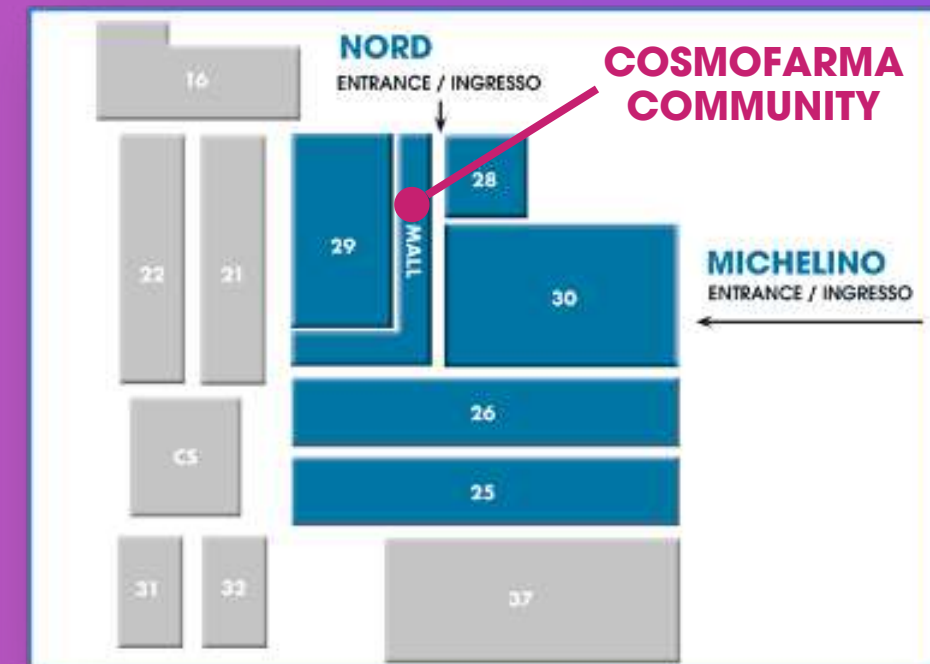 NORD
ENTRANCE / INGRESSO
COSMOFARMA
COMMUNITY
16
28
29
MALL
22
21
30
MICHELINO
ENTRANCE / INGRESSO
26
CS
25
31
32
37